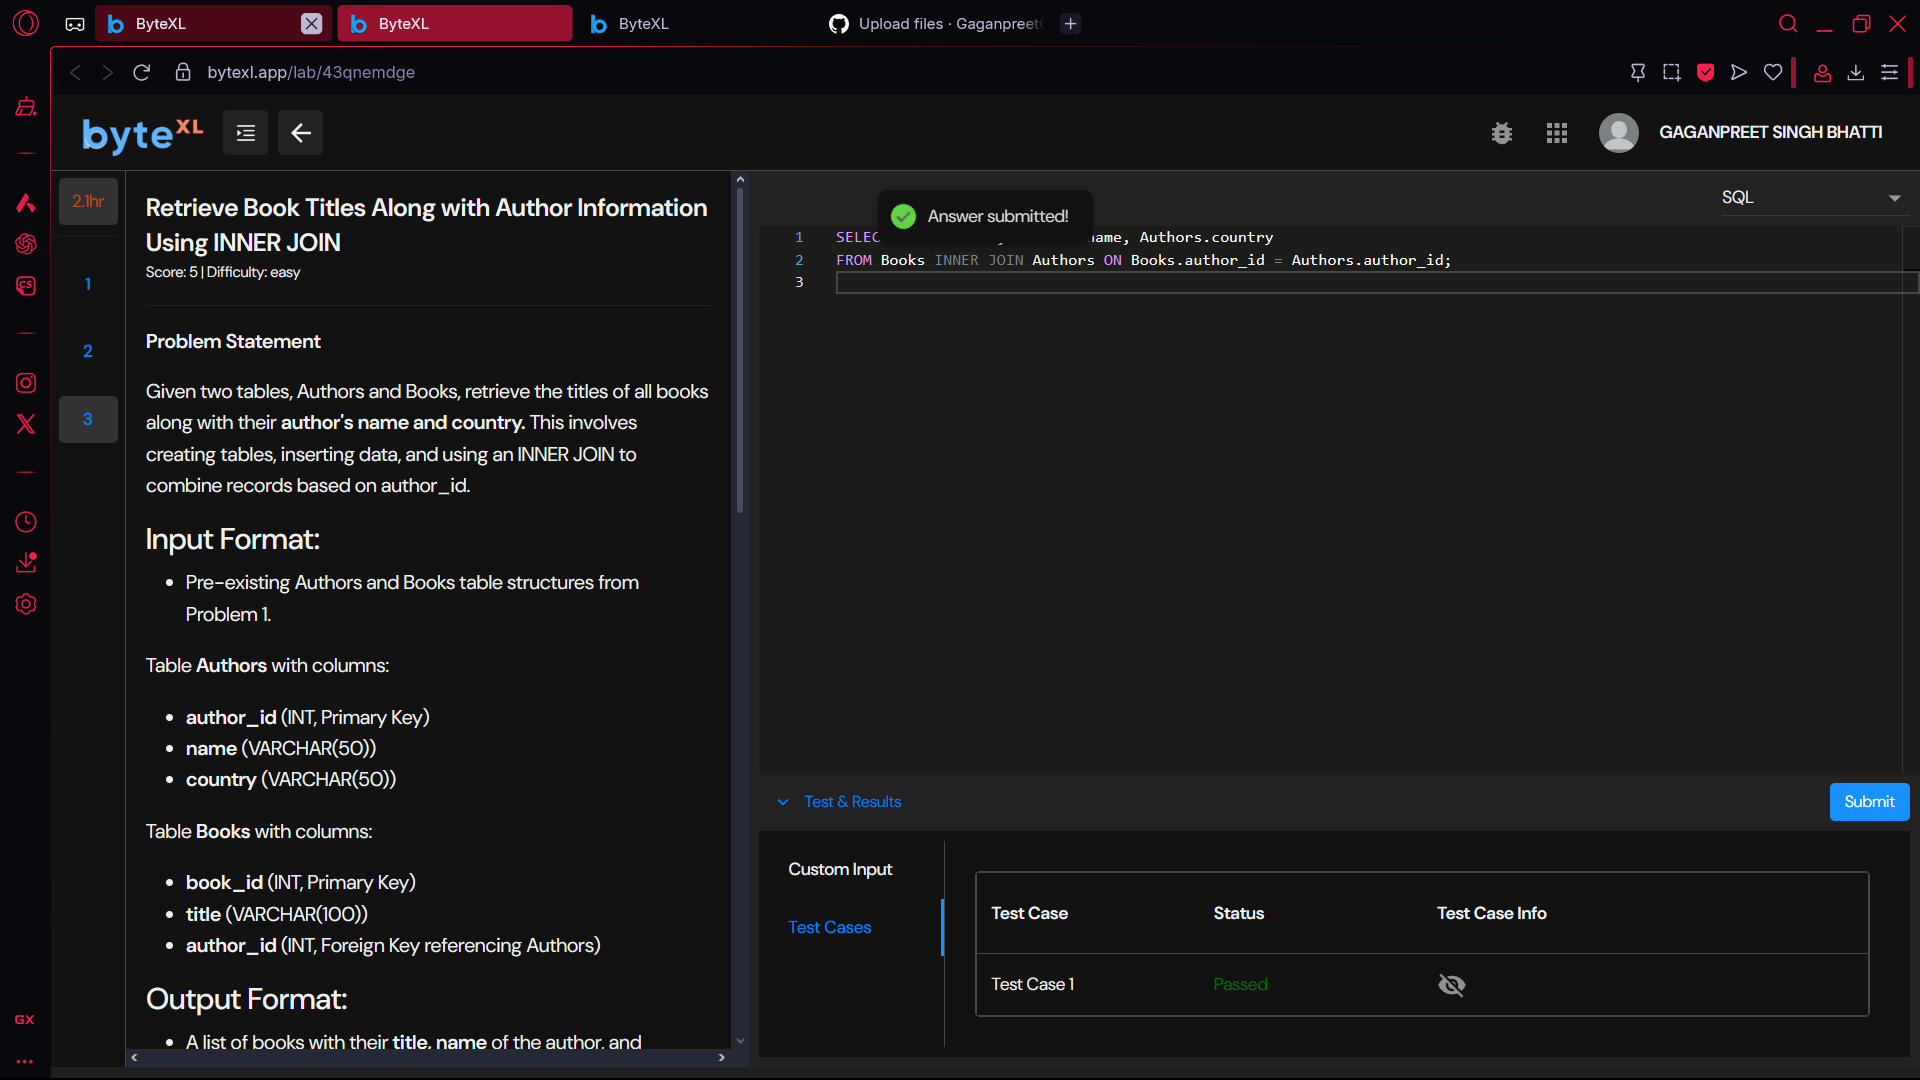 ByteXL
ByteXL
ByteXL
Upload files · Gaganpreet
bytexl.app/lab/43qnemdge
byteXL
GAGANPREET SINGH BHATTI
2.1hr
1
2
3
Retrieve Book Titles Along with Author Information
Using INNER JOIN
Score: 5 | Difficulty: easy
Problem Statement
Given two tables, Authors and Books, retrieve the titles of all books
along with their author's name and country. This involves
creating tables, inserting data, and using an INNER JOIN to
combine records based on author_id.
Input Format:
Pre-existing Authors and Books table structures from
Problem 1.
Table Authors with columns:
author_id (INT, Primary Key)
name (VARCHAR(50))
country (VARCHAR(50))
Table Books with columns:
book_id (INT, Primary Key)
title (VARCHAR(100))
author_id (INT, Foreign Key referencing Authors)
Output Format:
A list of books with their title, name of the author, and
SQL
Answer submitted!
1 Authors.country
2 FROM Books INNER JOIN Authors ON Books.author_id = Authors.author_id;
3
Test & Results
Submit
Custom Input
Test Cases
Test Case Status Test Case Info
Test Case 1 Passed
GX